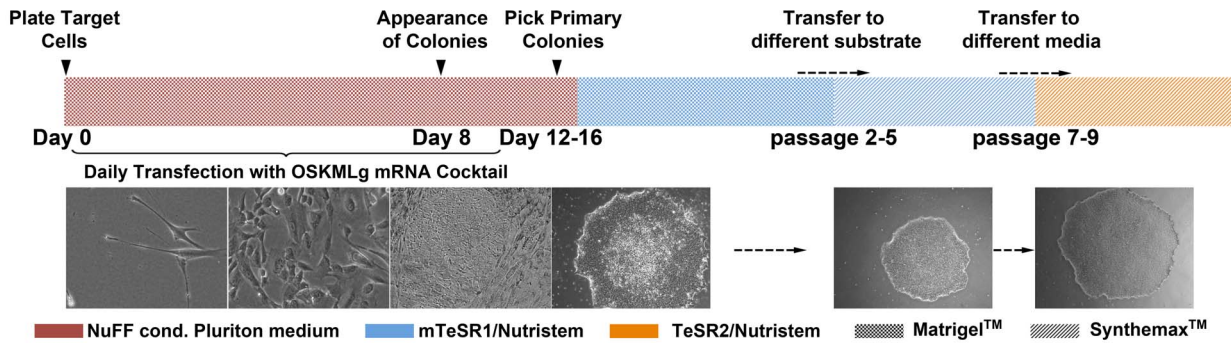 Plate Target
Cells
Appearance
of Colonies
Pick Primary
Colonies
Transfer to
different substrate
Transfer to
different media
Day 0
Day 8
Day 12-16
passage 2-5
passage 7-9
Daily Transfection with OSKMLg mRNA Cocktail
NuFF cond. Pluriton medium
mTeSR1/Nutristem
TeSR2/Nutristem
Matrigel™
Synthemax™